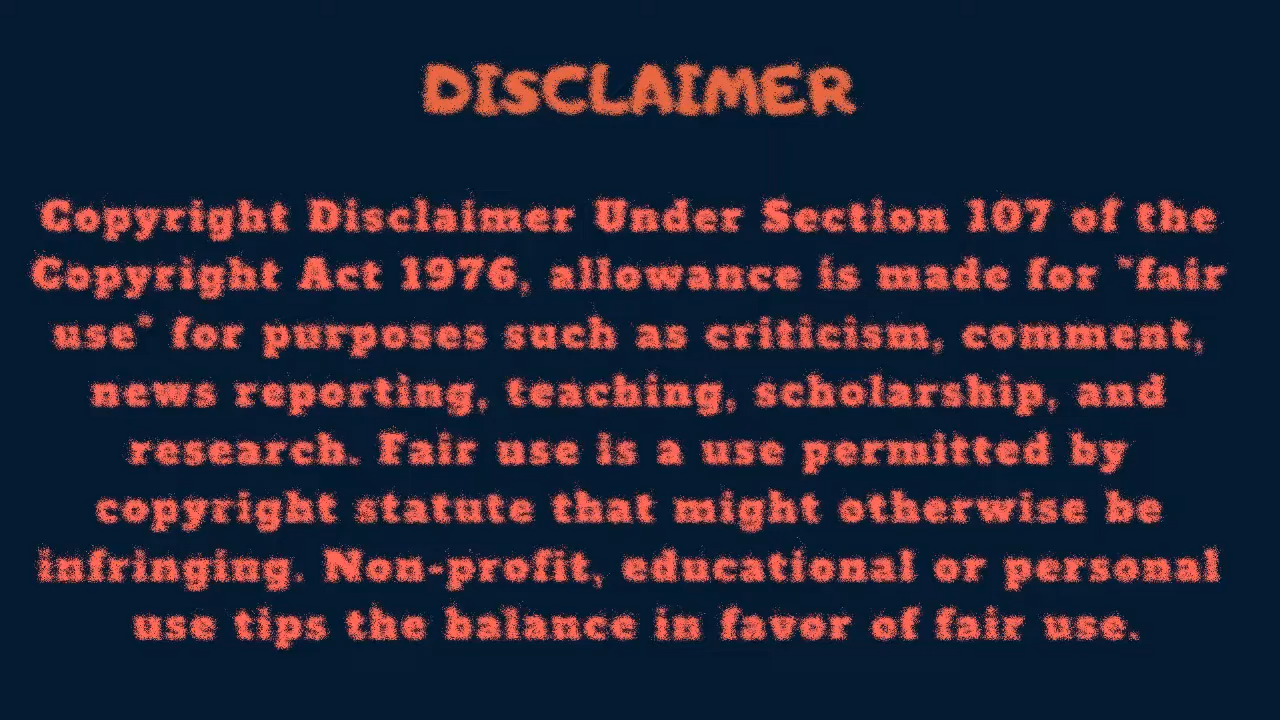 DISCLAIMER
Copyright Disclaimer Under Section 107 of the
Copyright Act 1976, allowance is made for "fair
use" for purposes such as criticism, comment,
news reporting, teaching, scholarship, and
research. Fair use is a use permitted by
copyright statute that might otherwise be
infringing. Non-profit, educational or personal
use tips the balance in favor of fair use.